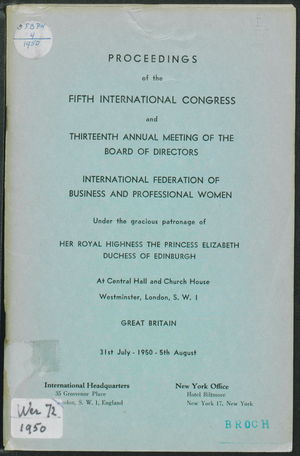 4
1950
PROCEEDINGS
of the
FIFTH INTERNATIONAL CONGRESS
and
THIRTEENTH ANNUAL MEETING OF THE
BOARD OF DIRECTORS
INTERNATIONAL FEDERATION OF
BUSINESS AND PROFESSIONAL WOMEN
Under the gracious patronage of
HER ROYAL HIGHNESS THE PRINCESS ELIZABETH
DUCHESS OF EDINBURGH
At Central Hall and Church House
Westminster, London, S. W. 1
GREAT BRITAIN
31st July - 1950 - 5th August
International Headquarters
35 Grosvenor Place
London, S. W. 1, England
New York Office
Hotel Biltmore
New York 17, New York
1950
BROCH